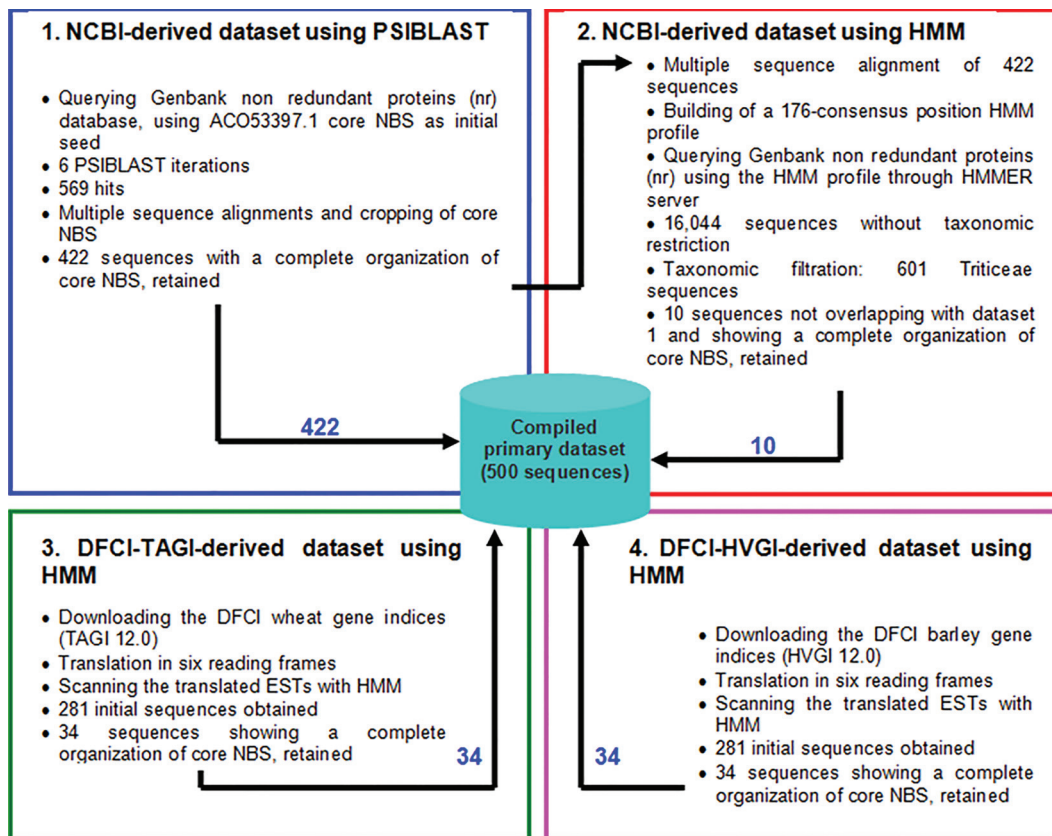 1. NCBI-derived dataset using PSIBLAST
• Querying Genbank non redundant proteins (nr)
database, using ACO53397.1 core NBS as initial
seed
• 6 PSIBLAST iterations
• 569 hits
• Multiple sequence alignments and cropping of core
NBS
• 422 sequences with a complete organization of
core NBS, retained
422
2. NCBI-derived dataset using HMM
• Multiple sequence alignment of 422
sequences
• Building of a 176-consensus position HMM
profile
• Querying Genbank non redundant proteins
(nr) using the HMM profile through HMMER
server
• 16,044 sequences without taxonomic
restriction
• Taxonomic filtration: 601 Triticeae
sequences
• 10 sequences not overlapping with dataset
1 and showing a complete organization of
core NBS, retained
10
Compiled
primary dataset
(500 sequences)
3. DFCI-TAGI-derived dataset using
HMM
• Downloading the DFCI wheat gene indices
(TAGI 12.0)
• Translation in six reading frames
• Scanning the translated ESTs with HMM
• 281 initial sequences obtained
• 34 sequences showing a complete
organization of core NBS, retained
34
4. DFCI-HVGI-derived dataset using
HMM
• Downloading the DFCI barley gene
indices (HVGI 12.0)
• Translation in six reading frames
• Scanning the translated ESTs with
HMM
• 281 initial sequences obtained
• 34 sequences showing a complete
organization of core NBS, retained
34